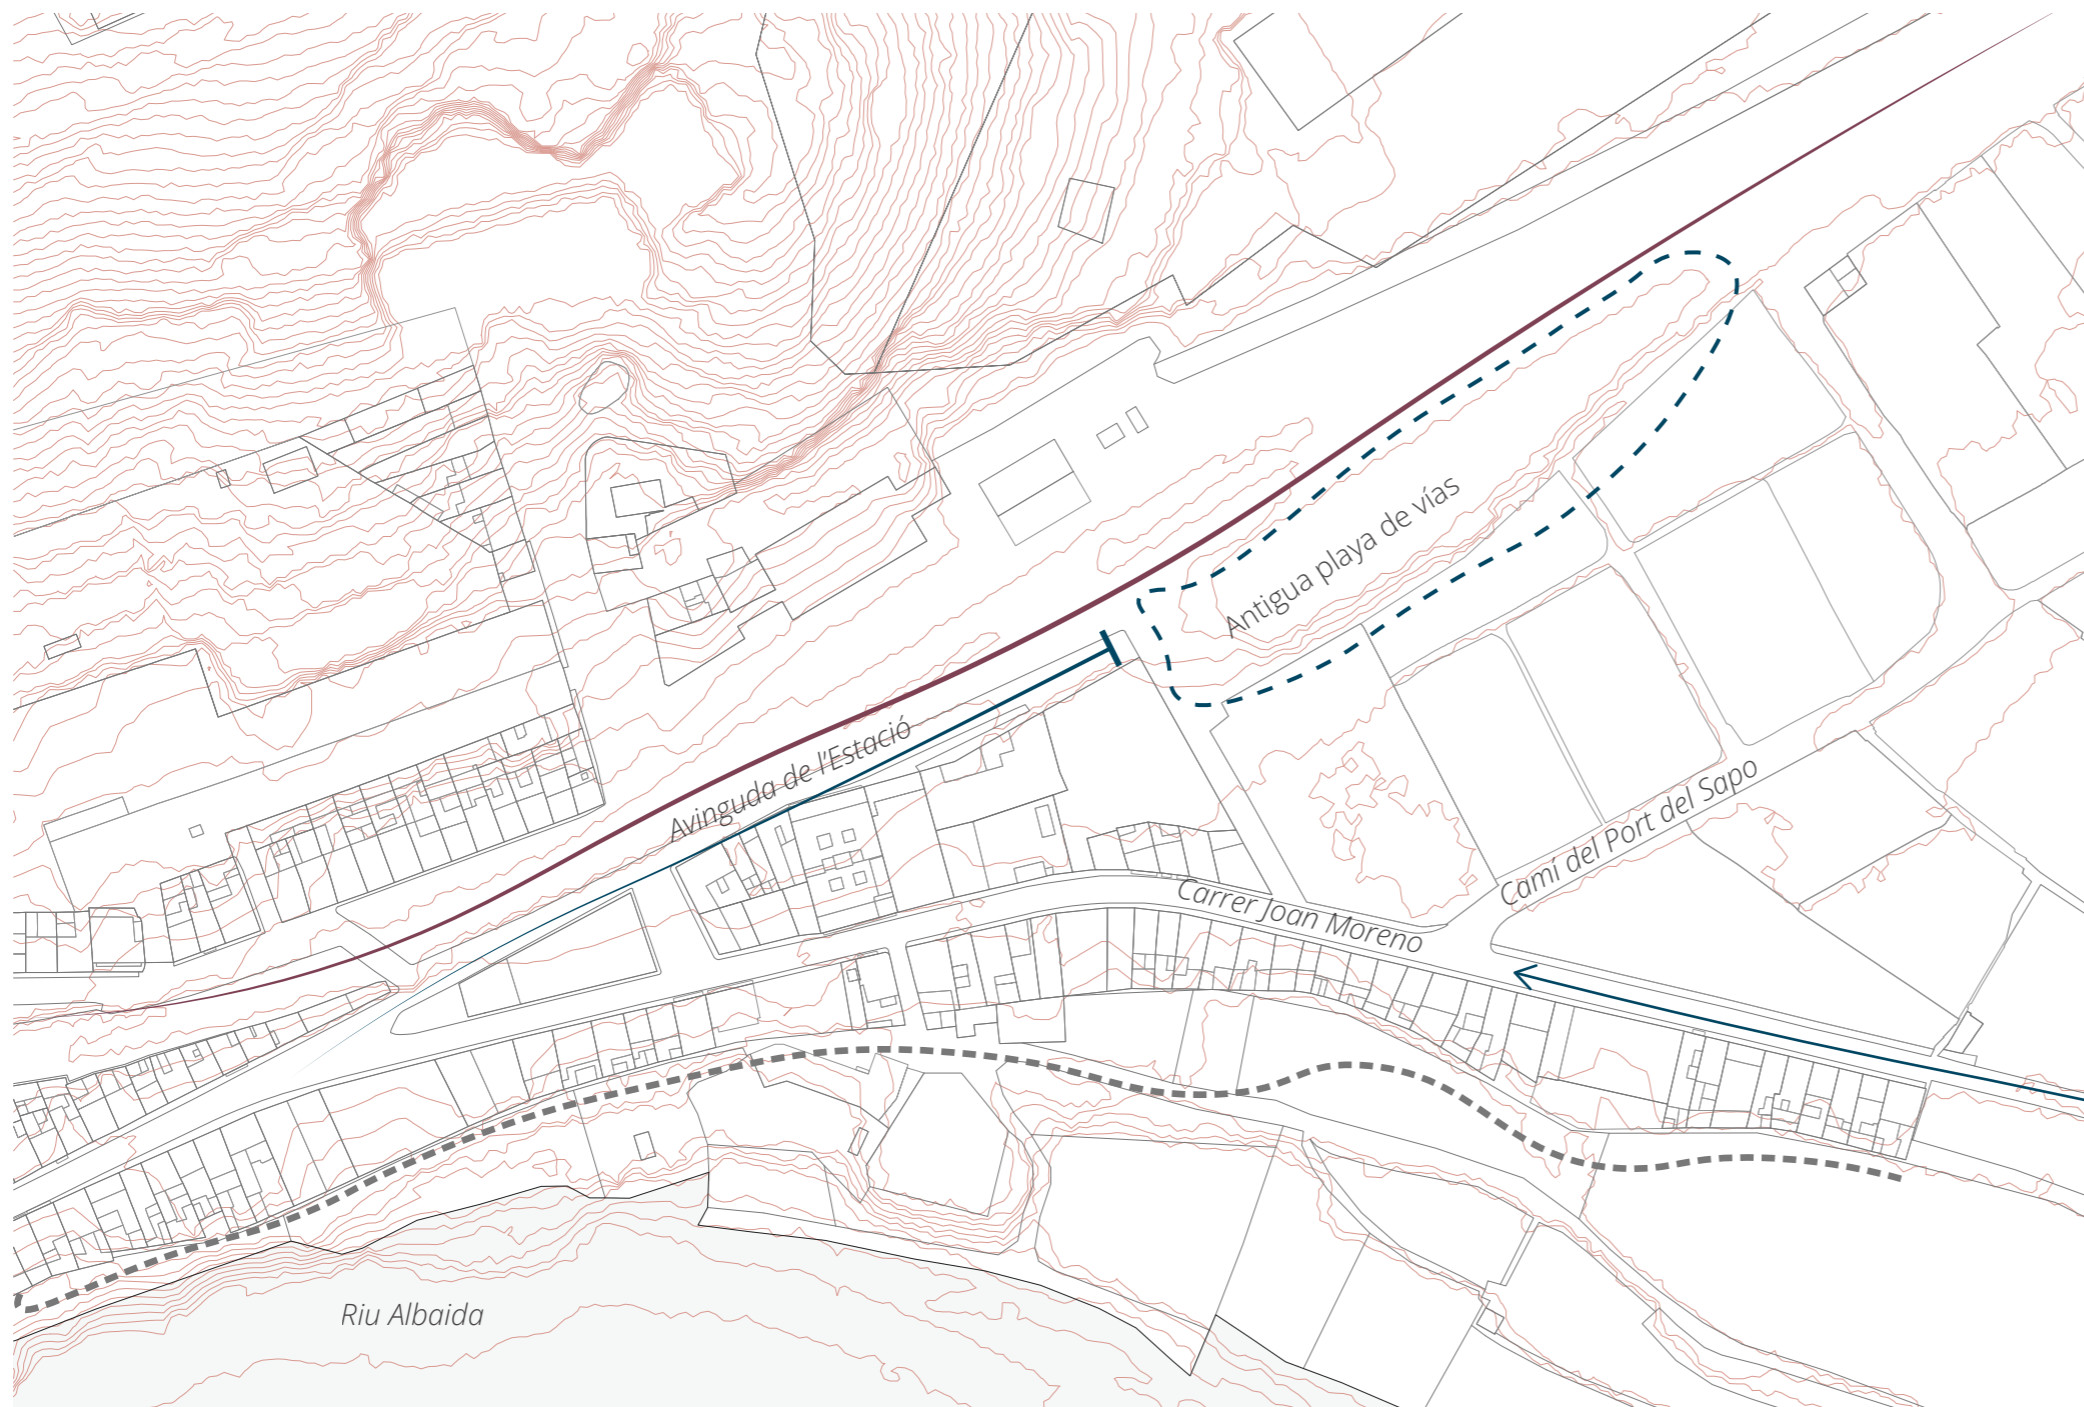 Antigua playa de vías
Avinguda de l'Estació
Camí del Port del Sapo
Carrer Joan Moreno
Riu Albaida